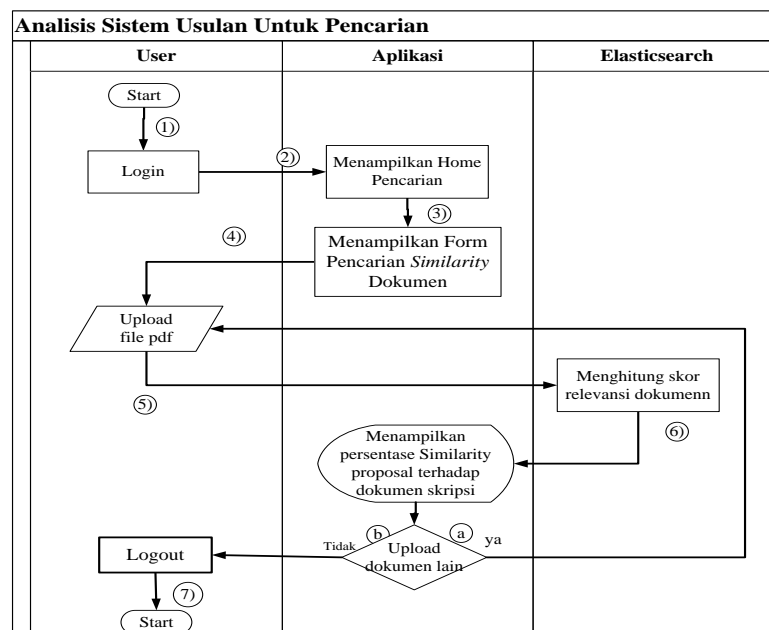 Analisis Sistem Usulan Untuk Pencarian
User
Aplikasi
Elasticsearch
Start
1)
Login
2)
Menampilkan Home
Pencarian
3)
Menampilkan Form
Pencarian Similarity
Dokumen
4)
Upload
file pdf
5)
Menghitung skor
relevansi dokumenn
6)
Menampilkan
persentase Similarity
proposal terhadap
dokumen skripsi
b
a
Tidak
ya
Upload
dokumen lain
Logout
7)
Start